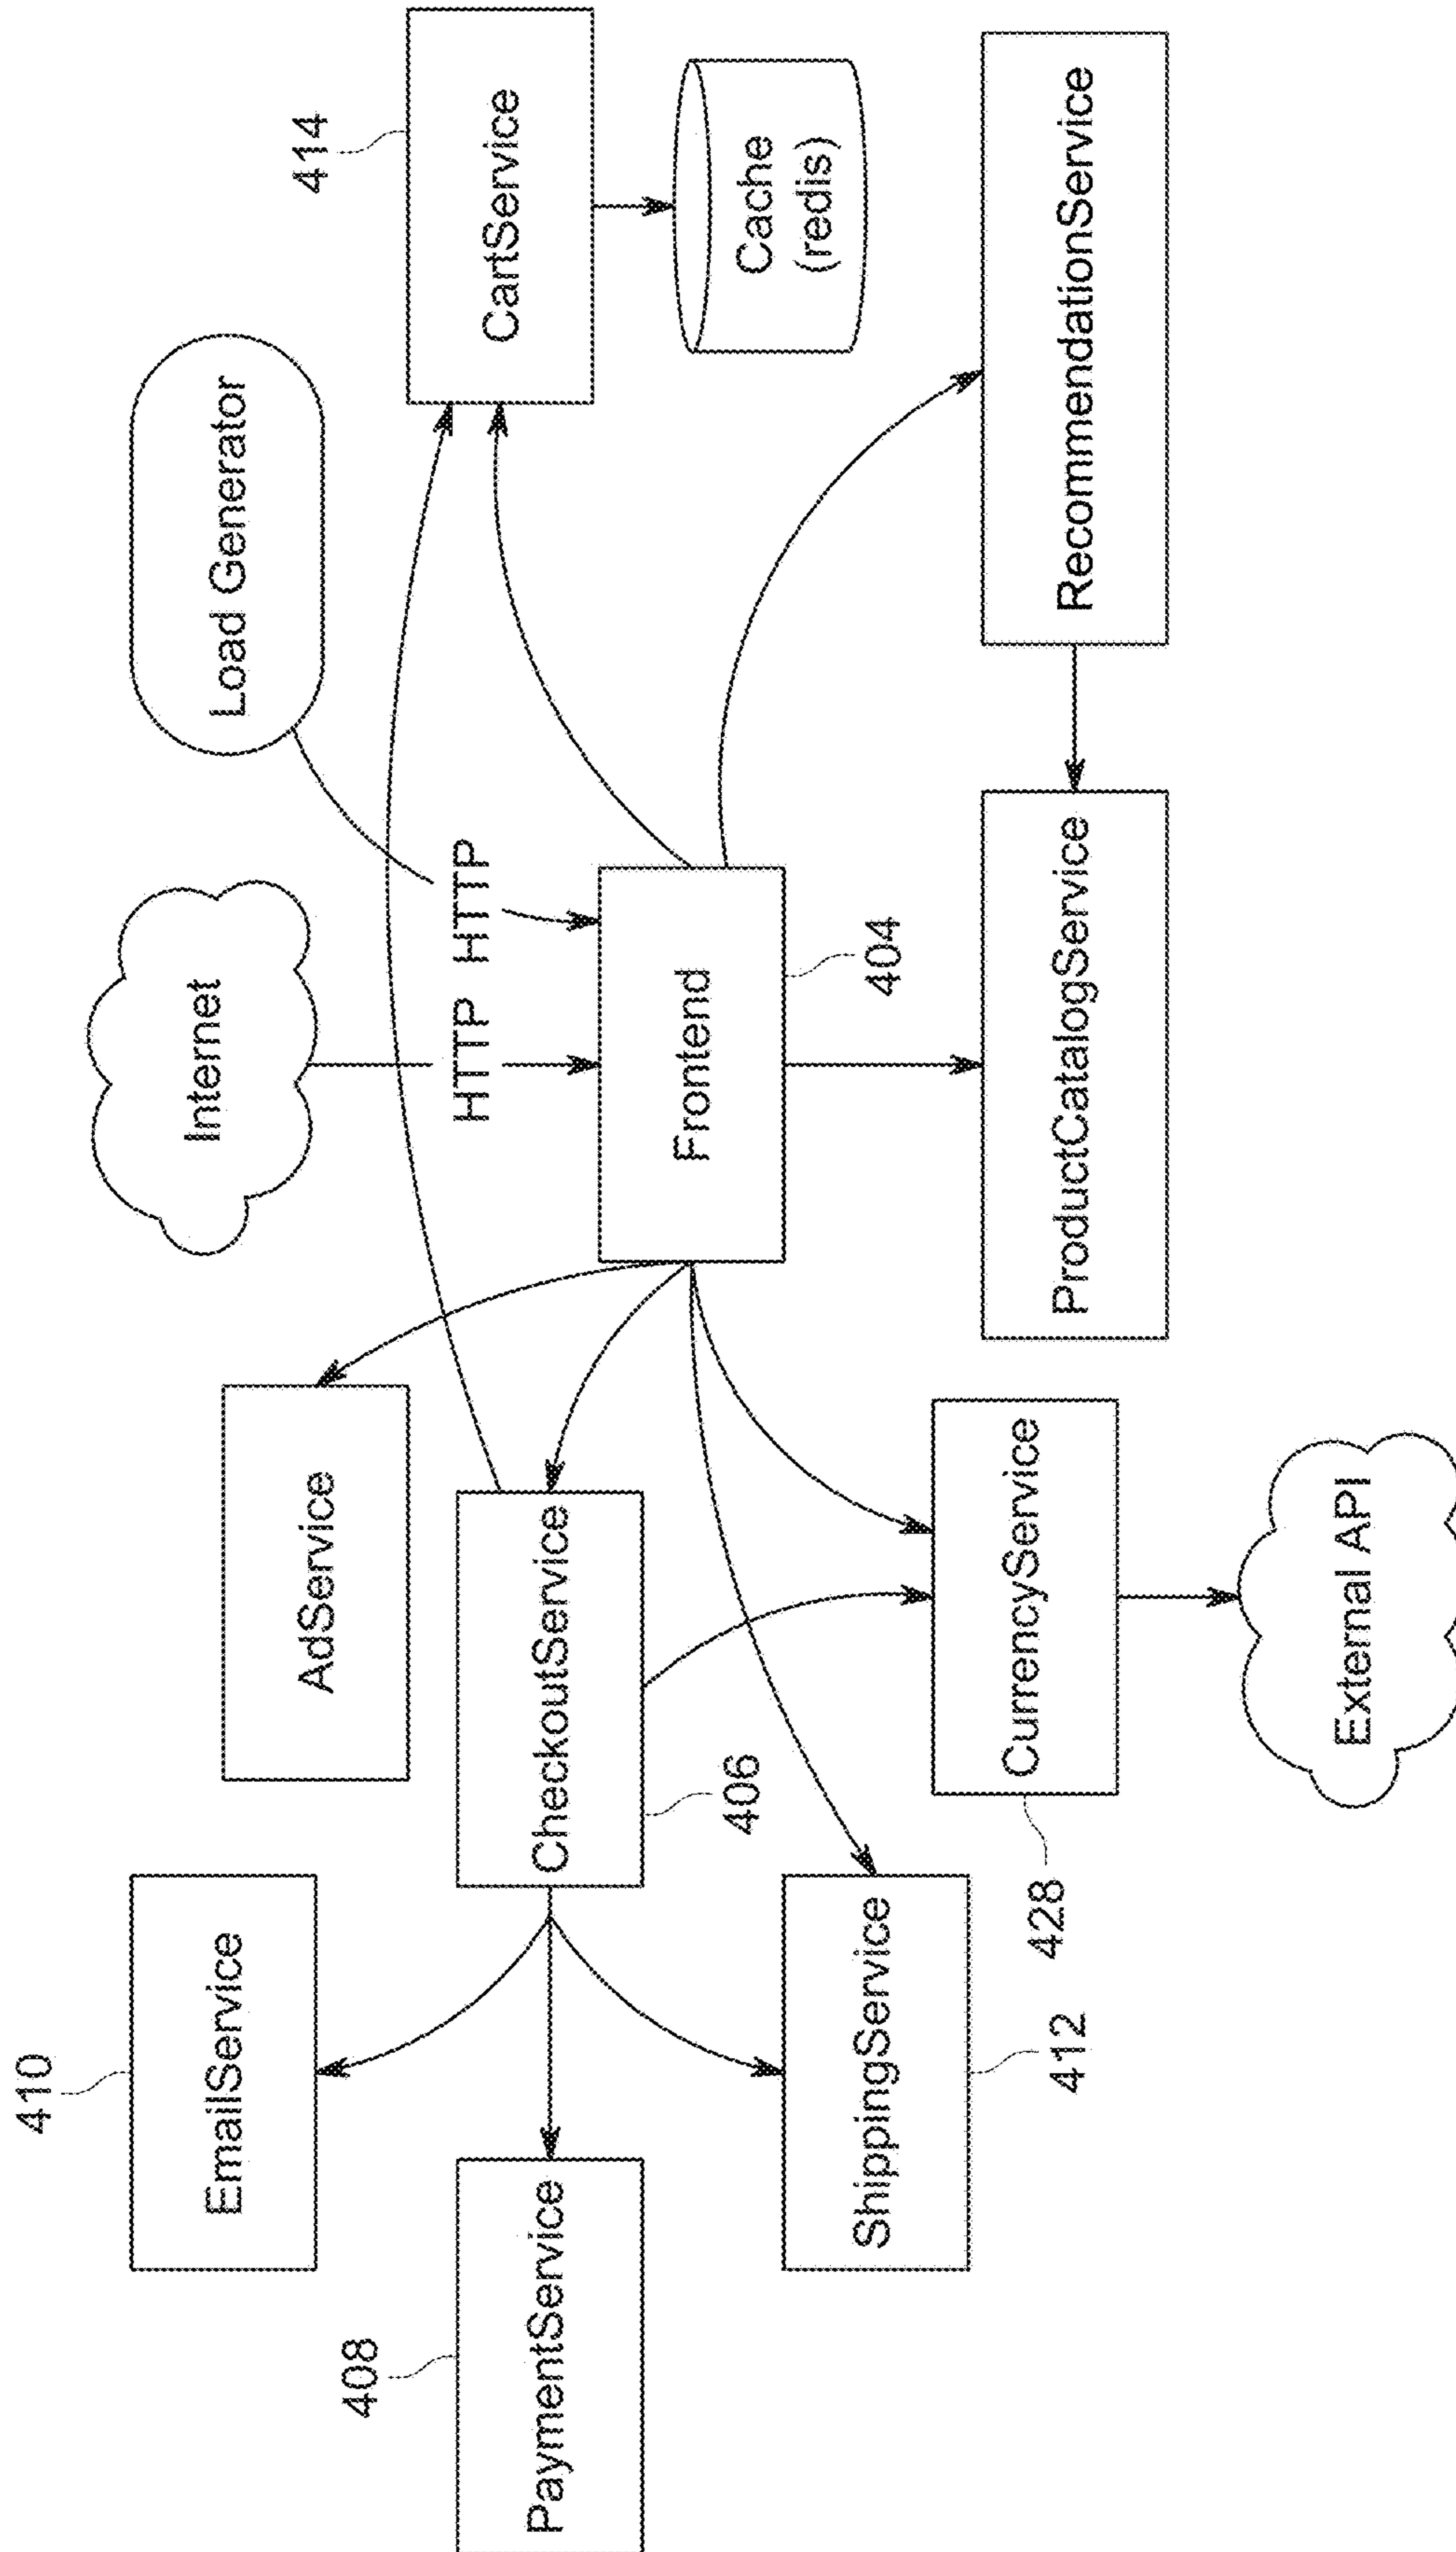 410
EmailService
Internet
Load Generator
AdService
414
408
HTTP
HTTP
PaymentService
CheckoutService
CartService
Frontend
406
Cache
(redis)
ShippingService
404
412
428
CurrencyService
ProductCatalogService
RecommendationService
External API